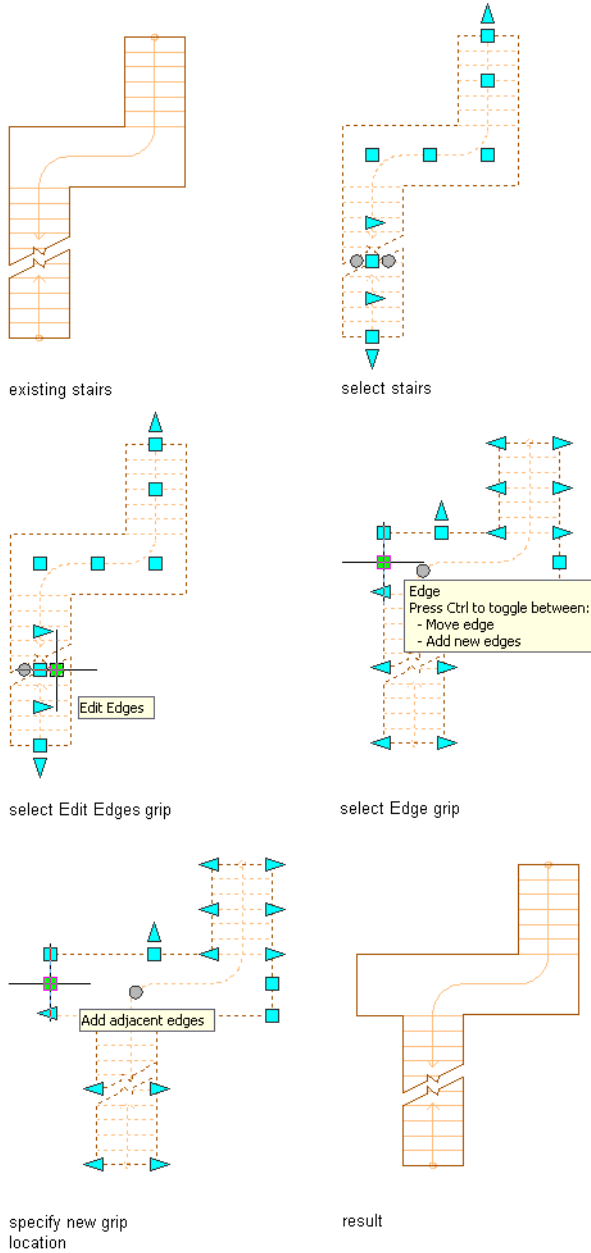 existing stairs
select stairs
Edit Edges
Edge
Press Ctrl to toggle between:
- Move edge
- Add new edges
select Edit Edges grip
select Edge grip
Add adjacent edges
specify new grip
location
result